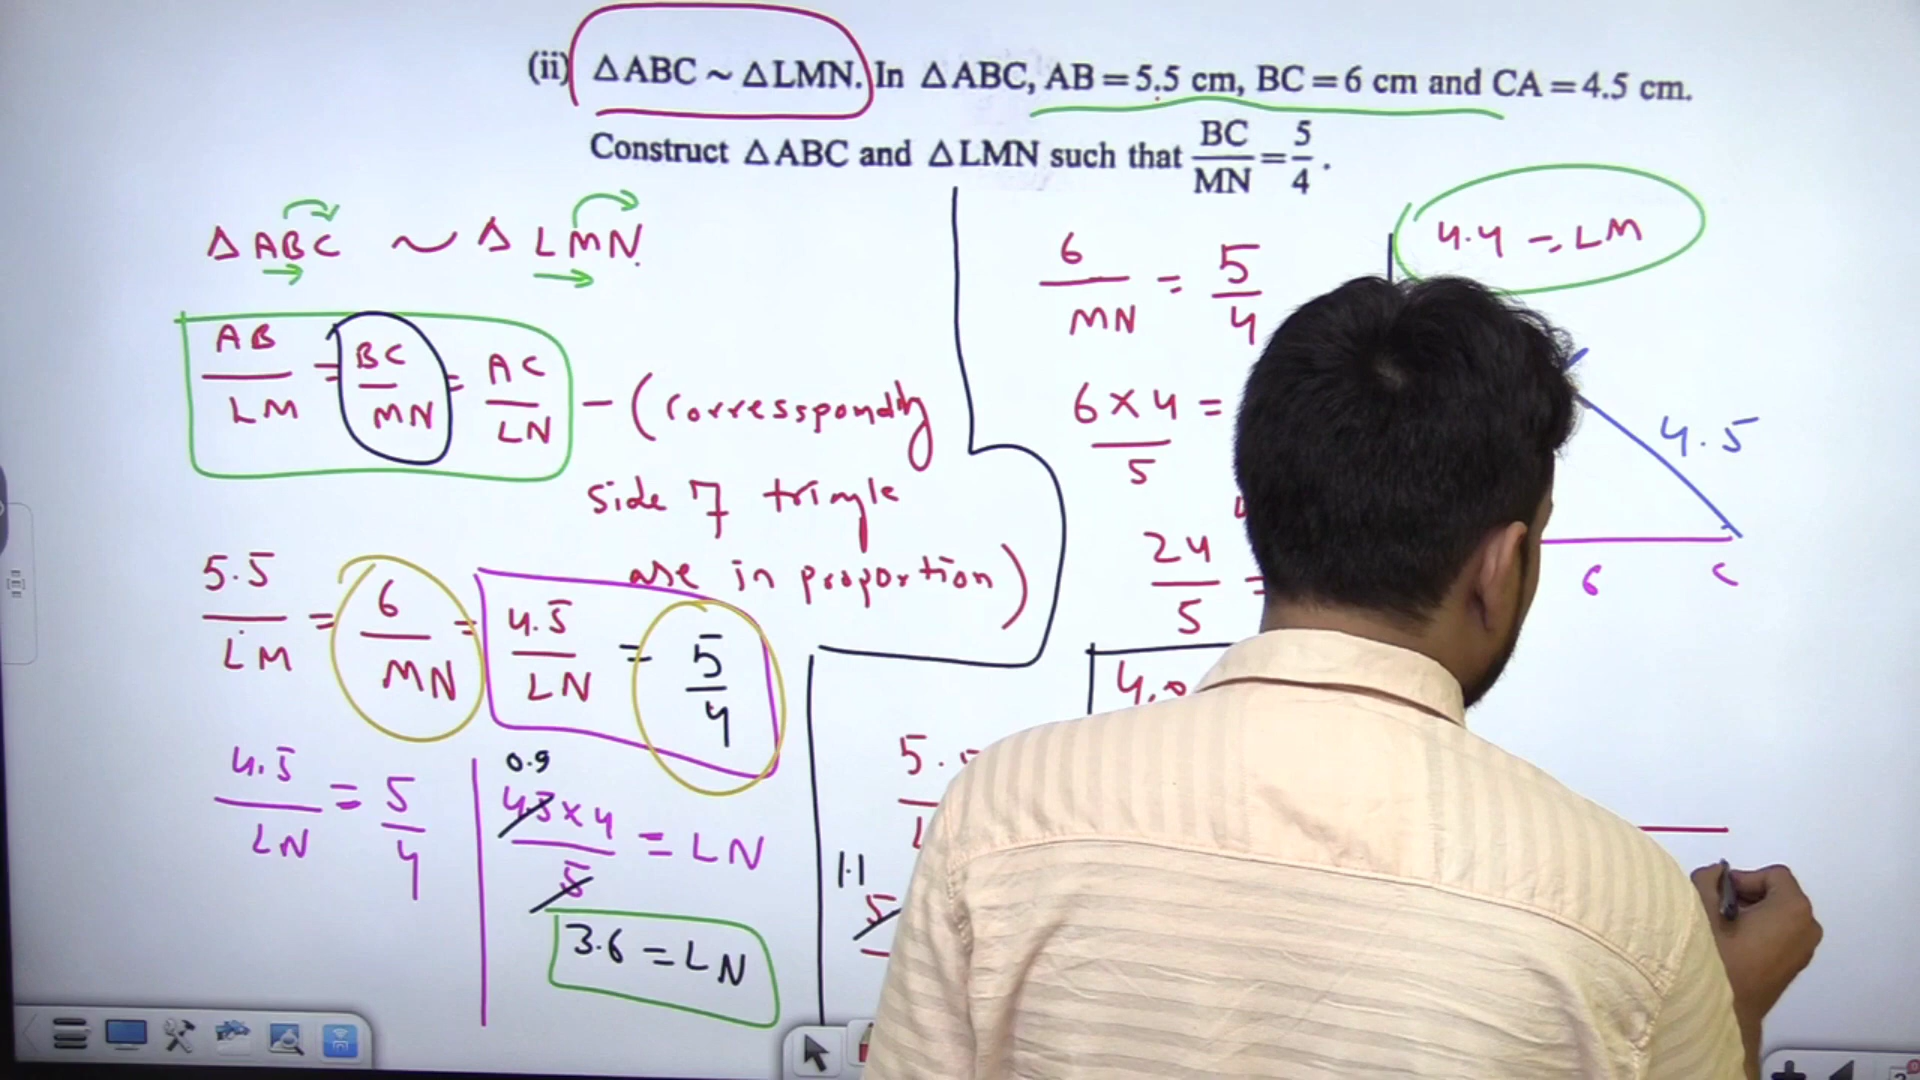 (ii) △ABC ~ △LMN. In △ABC, AB = 5.5 cm, BC = 6 cm and CA = 4.5 cm.
Construct △ABC and △LMN such that BC/MN = 5/4.
△ ABC ~ △ LMN
AB/LM = BC/MN = AC/LN - (corresspondig
side 7 tringle
are in proportion)
5.5/LM = 6/MN = 4.5/LN = 5/4
4.5/LN = 5/4
0.9
4.5 x 4/5 = LN
3.6 = LN
6/MN = 5/4
6 x 4/5 =
24/5 =
5.
1.1
5
4.4 = LM
4.5
6
C